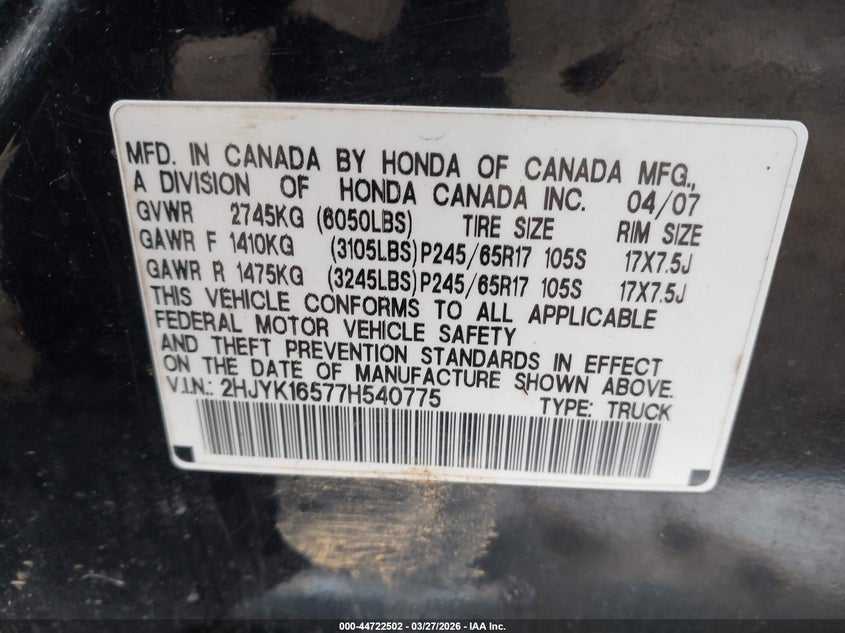 MFD. IN CANADA BY HONDA OF CANADA MFG.,
A DIVISION OF HONDA CANADA INC. 04/07
GVWR 2745KG (6050LBS) TIRE SIZE RIM SIZE
GAWR F 1410KG (3105LBS) P245/65R17 105S 17X7.5J
GAWR R 1475KG (3245LBS) P245/65R17 105S 17X7.5J
THIS VEHICLE CONFORMS TO ALL APPLICABLE
FEDERAL MOTOR VEHICLE SAFETY
AND THEFT PREVENTION STANDARDS IN EFFECT
ON THE DATE OF MANUFACTURE SHOWN ABOVE.
V.I.N.: 2HJYK16577H540775 TYPE: TRUCK
000-44722502 - 03/27/2026 - IAA Inc.